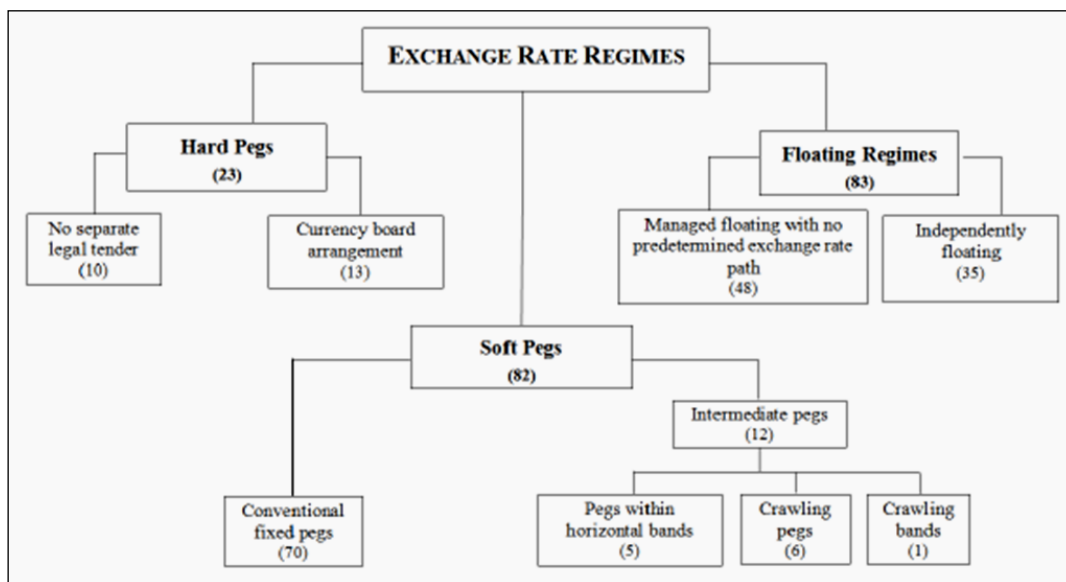 EXCHANGE RATE REGIMES
Hard Pegs
(23)
Floating Regimes
(83)
No separate
legal tender
(10)
Currency board
arrangement
(13)
Managed floating with no
predetermined exchange rate
path
(48)
Independently
floating
(35)
Soft Pegs
(82)
Intermediate pegs
(12)
Conventional
fixed pegs
(70)
Pegs within
horizontal bands
(5)
Crawling
pegs
(6)
Crawling
bands
(1)